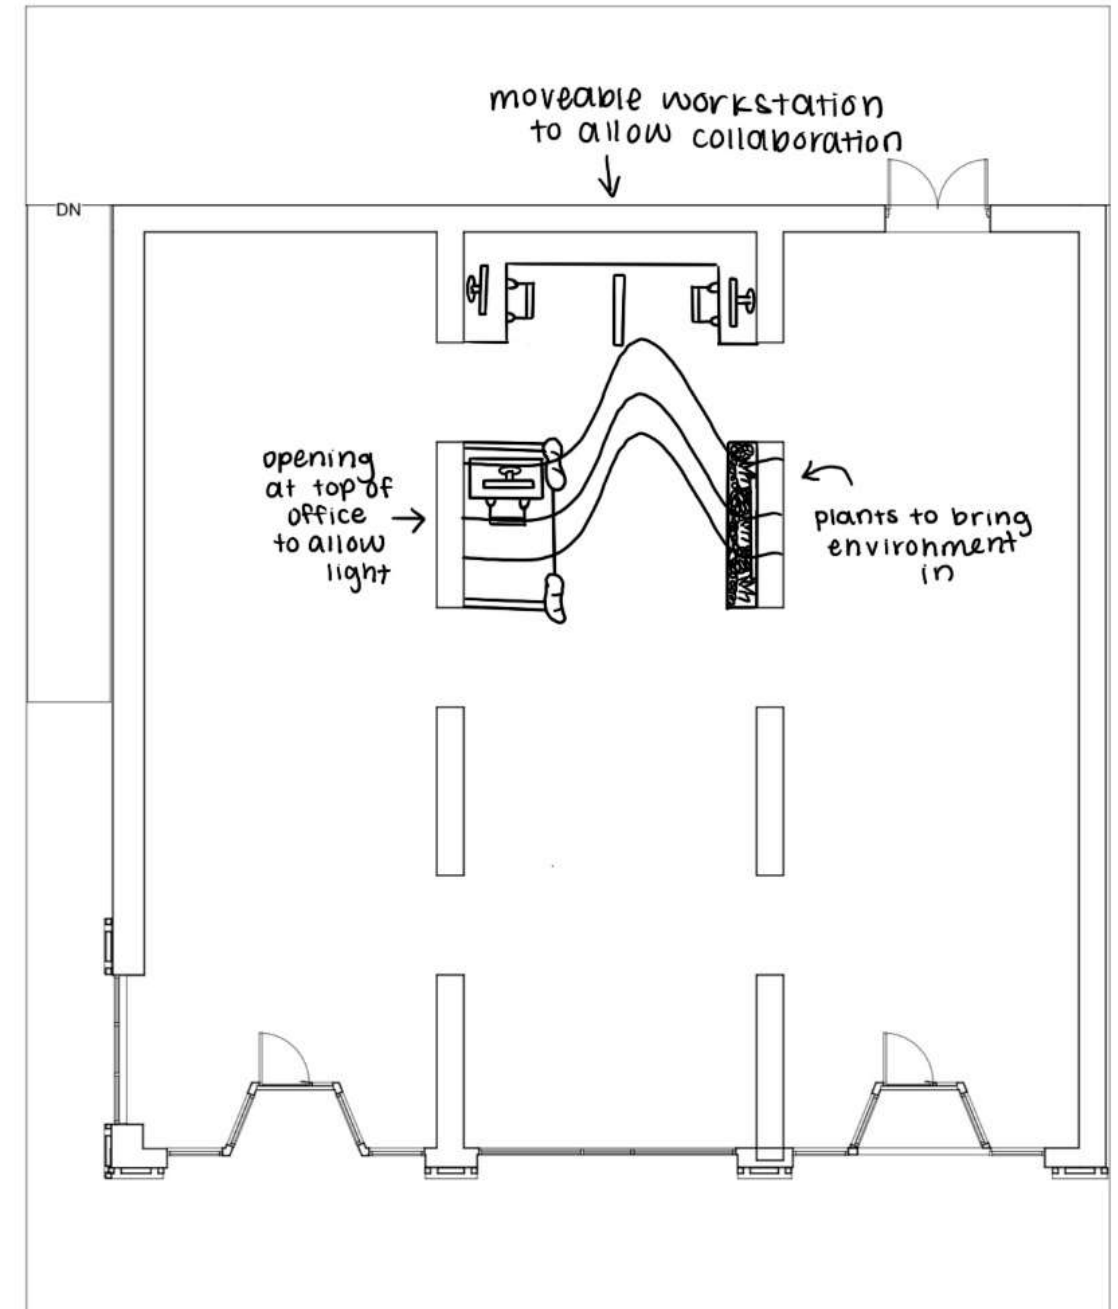 moveable workstation
to allow collaboration
DN
opening
at top of
office
to allow
light
plants to bring
environment
in